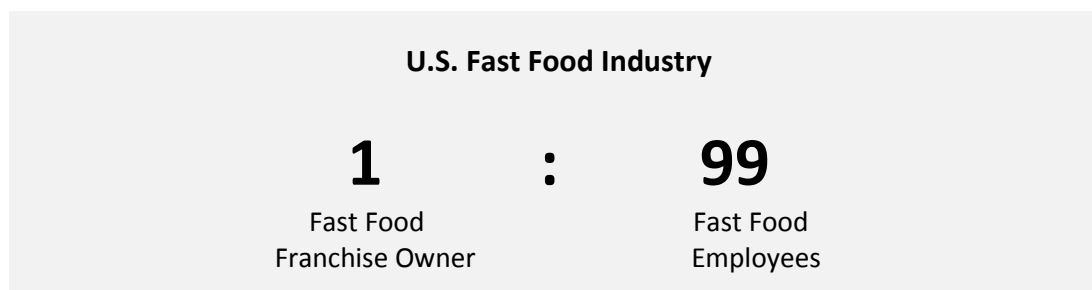 U.S. Fast Food Industry
1 : 99
Fast Food Fast Food
Franchise Owner Employees